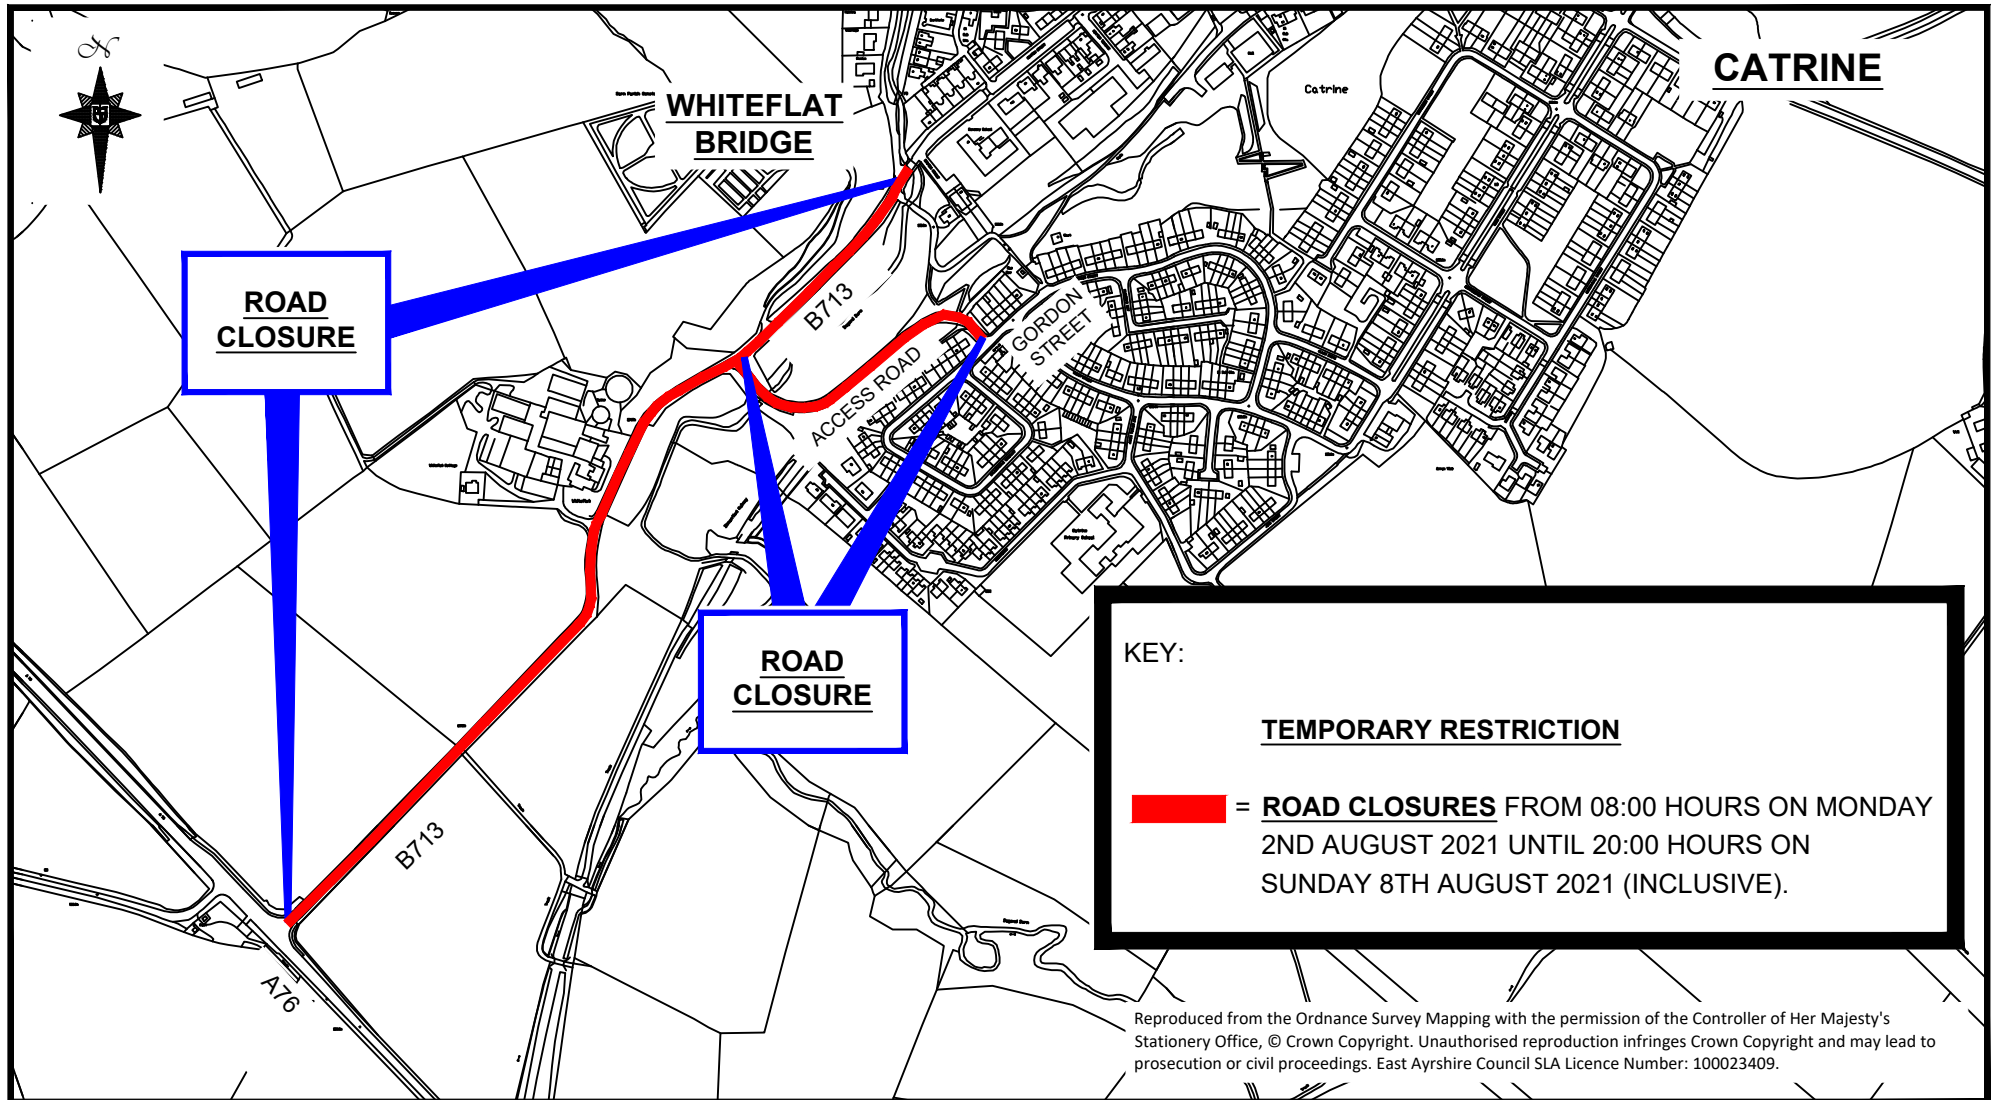 N
CATRINE
Catrine
WHITEFLAT
BRIDGE
ROAD
CLOSURE
B713
GORDON
STREET
ACCESS ROAD
Primary School
ROAD
CLOSURE
B713
A76
KEY:
TEMPORARY RESTRICTION
= ROAD CLOSURES FROM 08:00 HOURS ON MONDAY
2ND AUGUST 2021 UNTIL 20:00 HOURS ON
SUNDAY 8TH AUGUST 2021 (INCLUSIVE).
Reproduced from the Ordnance Survey Mapping with the permission of the Controller of Her Majesty's
Stationery Office, © Crown Copyright. Unauthorised reproduction infringes Crown Copyright and may lead to
prosecution or civil proceedings. East Ayrshire Council SLA Licence Number: 100023409.